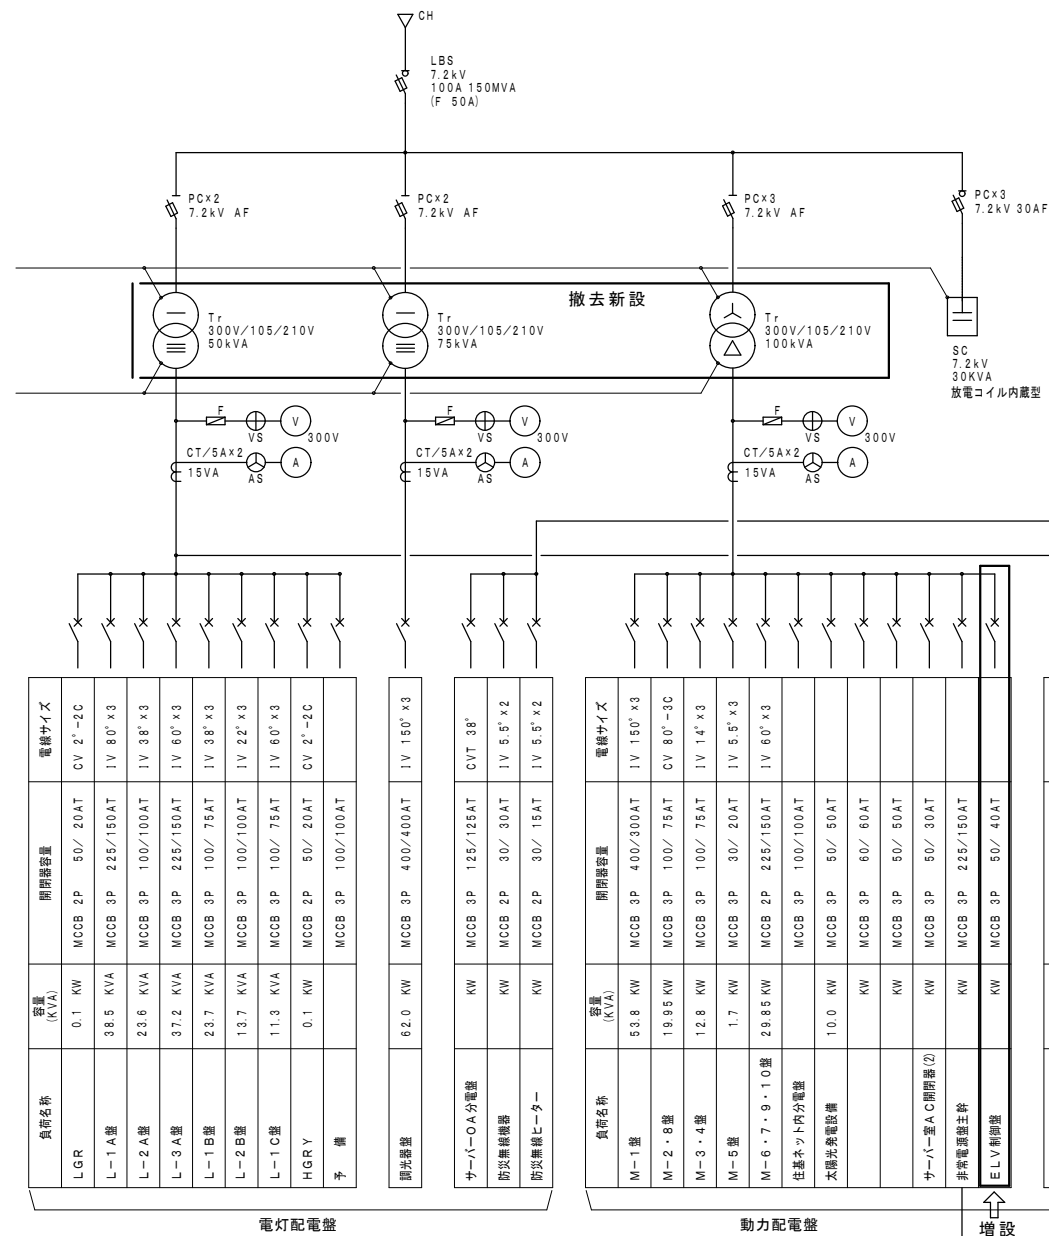 CH
LBS
7.2kV
100A 150MVA
(F 50A)
PC×2
7.2kV AF
PC×2
7.2kV AF
PC×3
7.2kV AF
PC×3
7.2kV 30AF
撤去新設
Tr
300V/105/210V
50kVA
Tr
300V/105/210V
75kVA
Tr
300V/105/210V
100kVA
SC
7.2kV
30KVA
放電コイル内蔵型
F
VS
V
300V
CT/5A×2
15VA
AS
A
F
VS
V
300V
CT/5A×2
15VA
AS
A
F
VS
V
300V
CT/5A×2
15VA
AS
A
負荷名称 容量(KVA) 開閉器容量 電線サイズ
LGR 0.1 KW MCCB 2P 50/ 20AT CV 2°-2C
L-1A盤 38.5 KVA MCCB 3P 225/150AT IV 80°×3
L-2A盤 23.6 KVA MCCB 3P 100/100AT IV 38°×3
L-3A盤 37.2 KVA MCCB 3P 225/150AT IV 60°×3
L-1B盤 23.7 KVA MCCB 3P 100/ 75AT IV 38°×3
L-2B盤 13.7 KVA MCCB 3P 100/100AT IV 22°×3
L-1C盤 11.3 KVA MCCB 3P 100/ 75AT IV 60°×3
HGRY 0.1 KW MCCB 2P 50/ 20AT CV 2°-2C
予 備 MCCB 3P 100/100AT
調光器盤 62.0 KW MCCB 3P 400/400AT IV 150°×3
サーバーOA分電盤 KW MCCB 3P 125/125AT CVT 38°
防災無線機器 KW MCCB 2P 30/ 30AT IV 5.5°×2
防災無線ヒーター KW MCCB 2P 30/ 15AT IV 5.5°×2
電灯配電盤
負荷名称 容量(KVA) 開閉器容量 電線サイズ
M-1盤 53.8 KW MCCB 3P 400/300AT IV 150°×3
M-2・8盤 19.95 KW MCCB 3P 100/ 75AT CV 80°-3C
M-3・4盤 12.8 KW MCCB 3P 100/ 75AT IV 14°×3
M-5盤 1.7 KW MCCB 3P 30/ 20AT IV 5.5°×3
M-6・7・9・10盤 29.85 KW MCCB 2P 225/150AT IV 60°×3
住基ネット内分電盤 MCCB 3P 100/100AT
太陽光発電設備 10.0 KW MCCB 3P 50/ 50AT
KW MCCB 3P 60/ 60AT
KW MCCB 3P 50/ 50AT
サーバー室AC開閉器(2) KW MCCB 3P 50/ 30AT
非常電源盤主幹 KW MCCB 3P 225/150AT
ELV制御盤 KW MCCB 3P 50/ 40AT
動力配電盤
増設